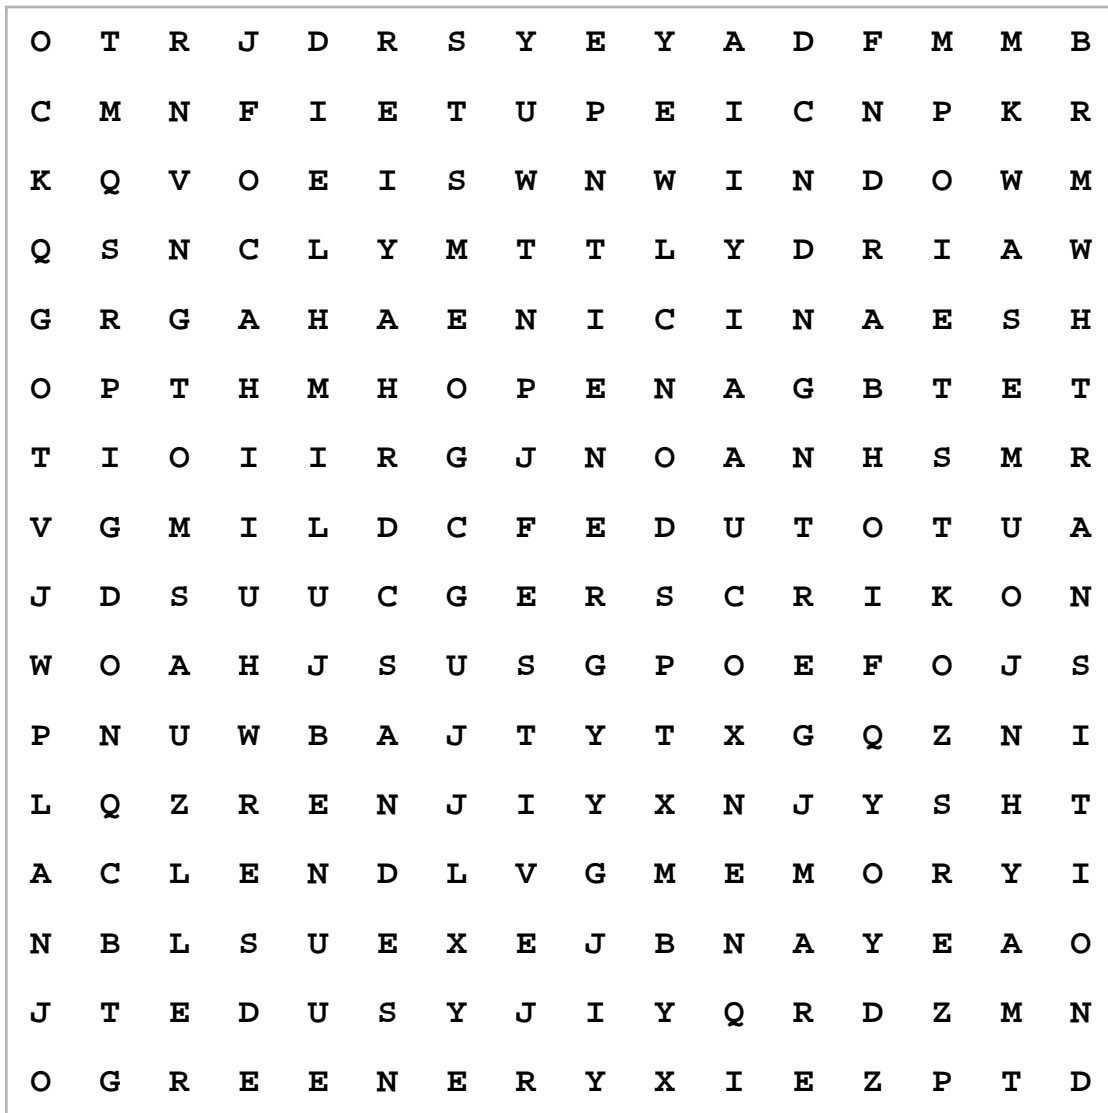 O T R J D R S Y E Y A D F M M B
C M N F I E T U P E I C N P K R
K Q V O E I S W N W I N D O W M
Q S N C L Y M T T L Y D R I A W
G R G A H A E N I C I N A E S H
O P T H M H O P E N A G B T E T
T I O I I R G J N O A N H S M R
V G M I L D C F E D U T O T U A
J D S U U C G E R S C R I K O N
W O A H J S U S G P O E F O J S
P N U W B A J T Y T X G Q Z N I
L Q Z R E N J I Y X N J Y S H T
A C L E N D L V G M E M O R Y I
N B L S U E X E J B N A Y E A O
J T E D U S Y J I Y Q R D Z M N
O G R E E N E R Y X I E Z P T D